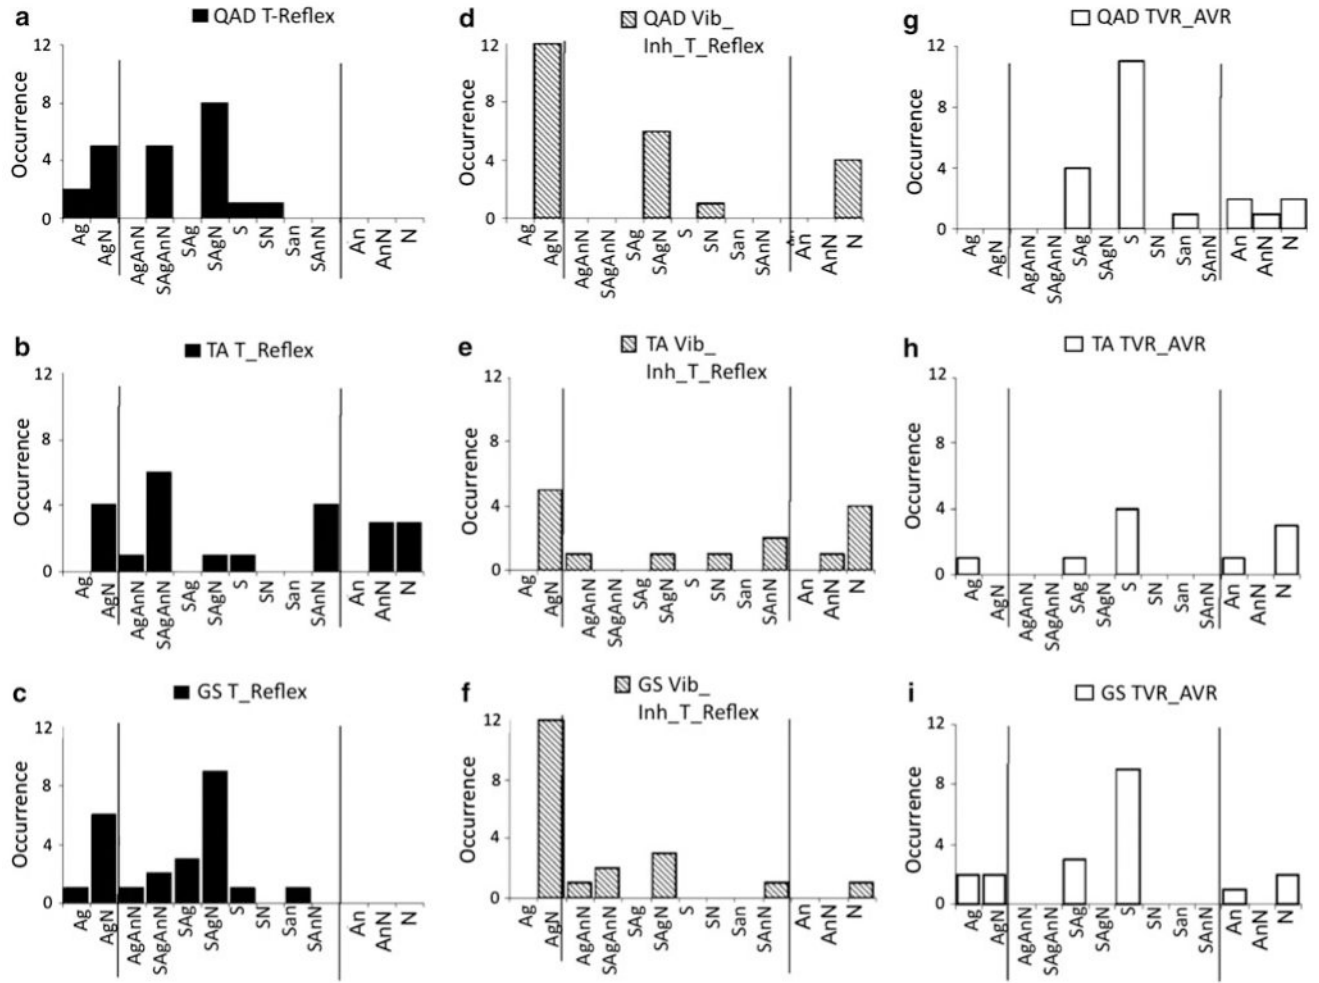 a
QAD T-Reflex
12
8
4
0
Occurrence
Ag
AgN
AgAnN
SAgAnN
SAg
SAgN
S
SN
San
SAnN
An
AnN
N
d
QAD Vib_
Inh_T_Reflex
12
8
4
0
Occurrence
Ag
AgN
AgAnN
SAgAnN
SAg
SAgN
S
SN
San
SAnN
An
AnN
N
g
QAD TVR_AVR
12
8
4
0
Occurrence
Ag
AgN
AgAnN
SAgAnN
SAg
SAgN
S
SN
San
SAnN
An
AnN
N
b
TA T_Reflex
12
8
4
0
Occurrence
Ag
AgN
AgAnN
SAgAnN
SAg
SAgN
S
SN
San
SAnN
An
AnN
N
e
TA Vib_
Inh_T_Reflex
12
8
4
0
Occurrence
Ag
AgN
AgAnN
SAgAnN
SAg
SAgN
S
SN
San
SAnN
An
AnN
N
h
TA TVR_AVR
12
8
4
0
Occurrence
Ag
AgN
AgAnN
SAgAnN
SAg
SAgN
S
SN
San
SAnN
An
AnN
N
c
GS T_Reflex
12
8
4
0
Occurrence
Ag
AgN
AgAnN
SAgAnN
SAg
SAgN
S
SN
San
SAnN
An
AnN
N
f
GS Vib_
Inh_T_Reflex
12
8
4
0
Occurrence
Ag
AgN
AgAnN
SAgAnN
SAg
SAgN
S
SN
San
SAnN
An
AnN
N
i
GS TVR_AVR
12
8
4
0
Occurrence
Ag
AgN
AgAnN
SAgAnN
SAg
SAgN
S
SN
San
SAnN
An
AnN
N